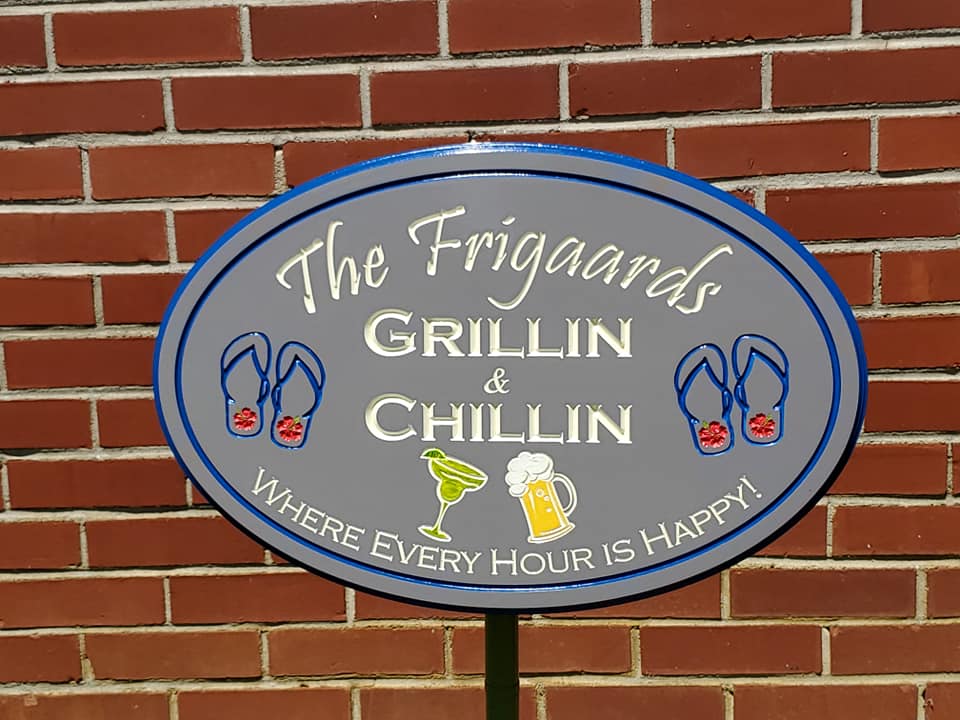 The Frigaards
GRILLIN
&
CHILLIN
WHERE EVERY HOUR IS HAPPY!